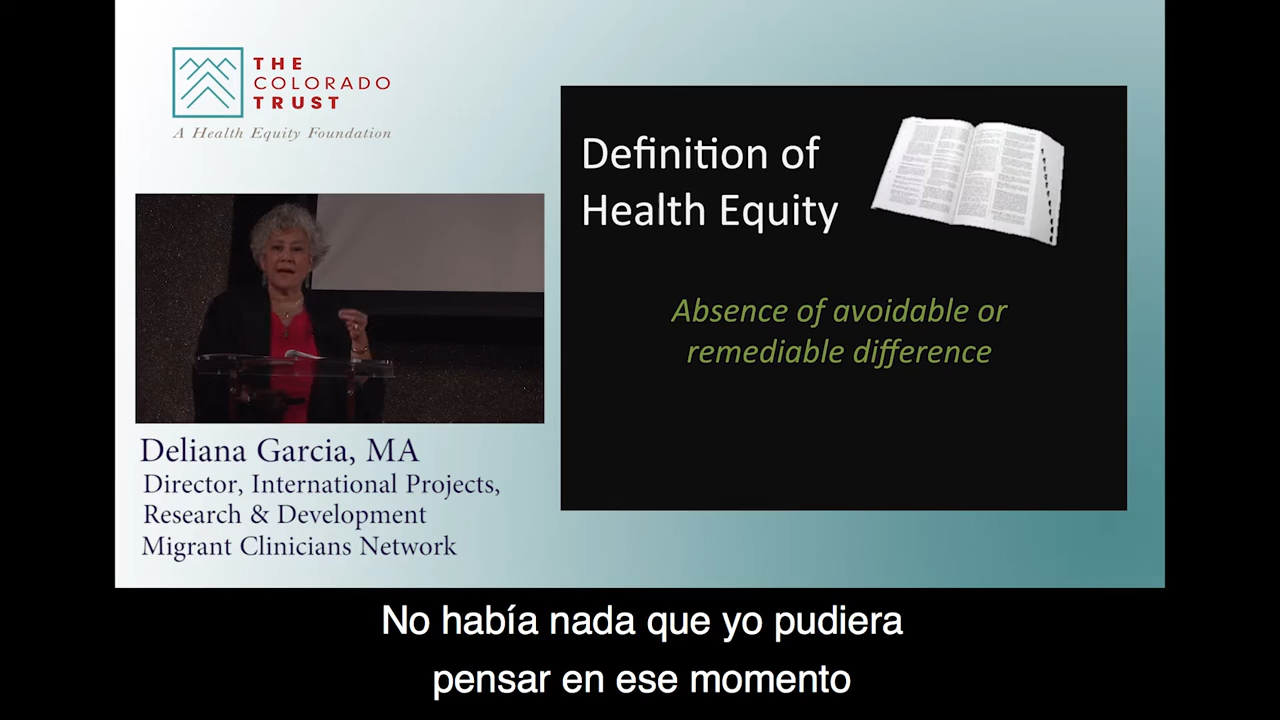 THE
COLORADO
TRUST
A Health Equity Foundation
Definition of
Health Equity
Absence of avoidable or
remediable difference
Deliana Garcia, MA
Director, International Projects,
Research & Development
Migrant Clinicians Network
No había nada que yo pudiera
pensar en ese momento